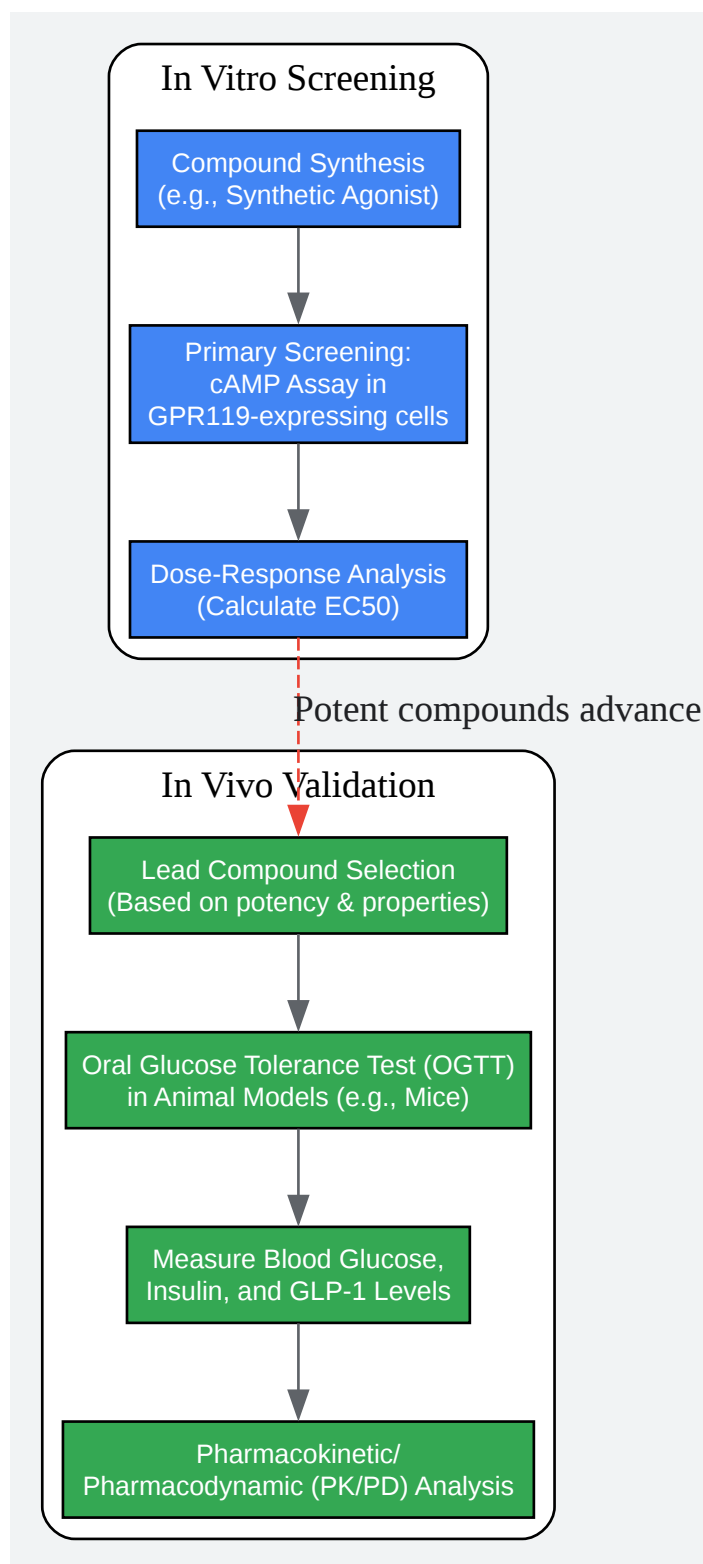 In Vitro Screening
Compound Synthesis
(e.g., Synthetic Agonist)
Primary Screening:
cAMP Assay in
GPR119-expressing cells
Dose-Response Analysis
(Calculate EC50)
Potent compounds advance
In Vivo Validation
Lead Compound Selection
(Based on potency & properties)
Oral Glucose Tolerance Test (OGTT)
in Animal Models (e.g., Mice)
Measure Blood Glucose,
Insulin, and GLP-1 Levels
Pharmacokinetic/
Pharmacodynamic (PK/PD) Analysis